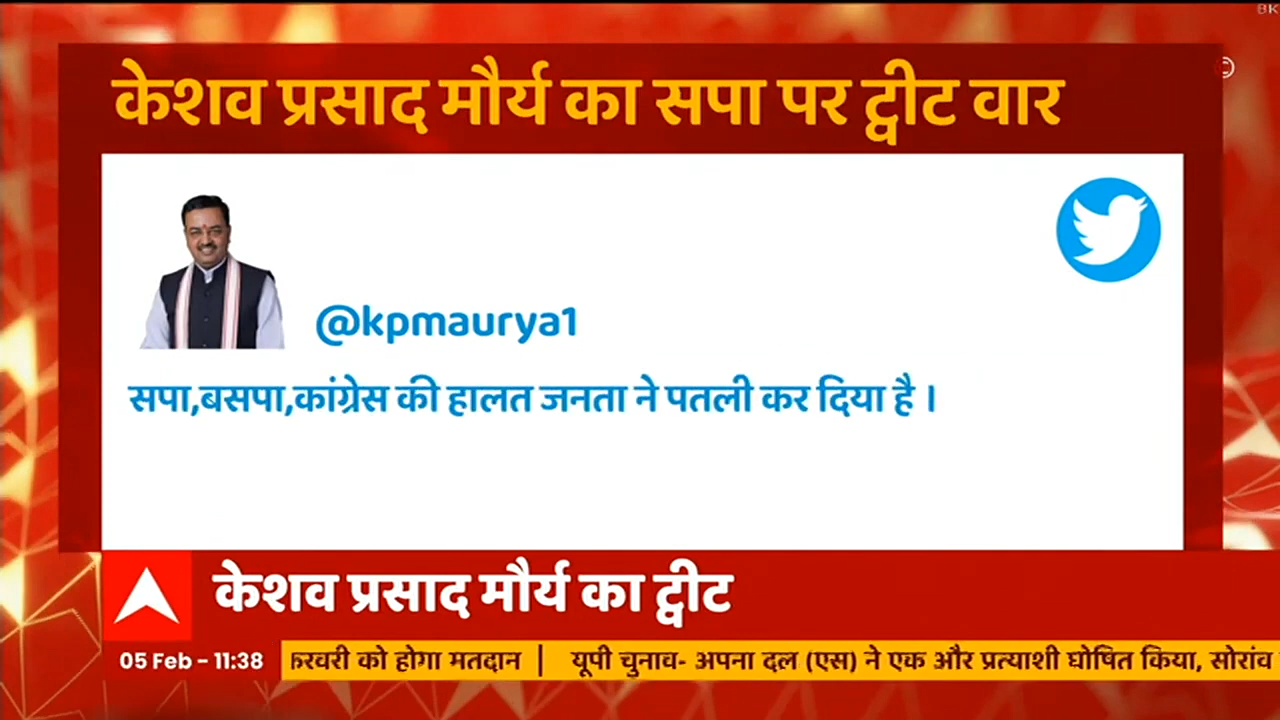 केशव प्रसाद मौर्य का सपा पर ट्वीट वार
@kpmaurya1
सपा,बसपा,कांग्रेस की हालत जनता ने पतली कर दिया है ।
केशव प्रसाद मौर्य का ट्वीट
05 Feb - 11:38
फरवरी को होगा मतदान | यूपी चुनाव- अपना दल (एस) ने एक और प्रत्याशी घोषित किया, सोरांव